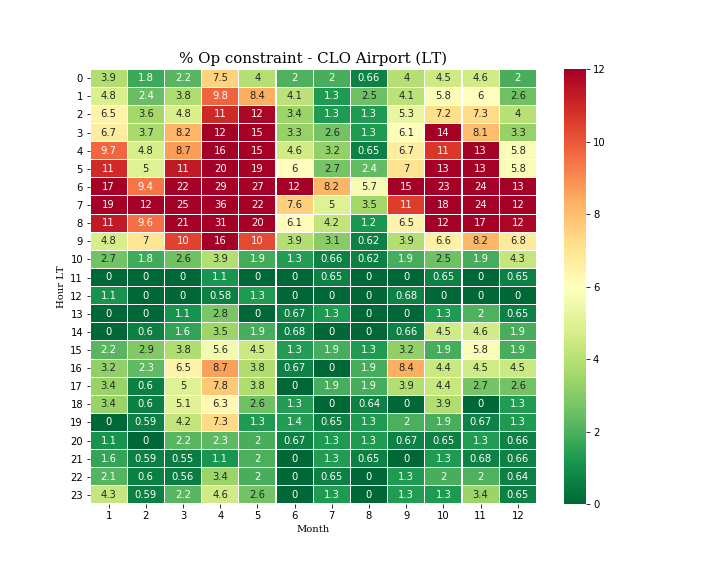 % Op constraint - CLO Airport (LT)
0 3.9 1.8 2.2 7.5 4 2 2 0.66 4 4.5 4.6 2
1 4.8 2.4 3.8 9.8 8.4 4.1 1.3 2.5 4.1 5.8 6 2.6
2 6.5 3.6 4.8 11 12 3.4 1.3 1.3 5.3 7.2 7.3 4
3 6.7 3.7 8.2 12 15 3.3 2.6 1.3 6.1 14 8.1 3.3
4 9.7 4.8 8.7 16 15 4.6 3.2 0.65 6.7 11 13 5.8
5 11 5 11 20 19 6 2.7 2.4 7 13 13 5.8
6 17 9.4 22 29 27 12 8.2 5.7 15 23 24 13
7 19 12 25 36 22 7.6 5 3.5 11 18 24 12
8 11 9.6 21 31 20 6.1 4.2 1.2 6.5 12 17 12
9 4.8 7 10 16 10 3.9 3.1 0.62 3.9 6.6 8.2 6.8
10 2.7 1.8 2.6 3.9 1.9 1.3 0.66 0.62 1.9 2.5 1.9 4.3
11 0 0 0 1.1 0 0 0.65 0 0 0.65 0 0.65
12 1.1 0 0 0.58 1.3 0 0 0 0.68 0 0 0
13 0 0 1.1 2.8 0 0.67 1.3 0 0 1.3 2 0.65
14 0 0.6 1.6 3.5 1.9 0.68 0 0 0.66 4.5 4.6 1.9
15 2.2 2.9 3.8 5.6 4.5 1.3 1.9 1.3 3.2 1.9 5.8 1.9
16 3.2 2.3 6.5 8.7 3.8 0.67 0 1.9 8.4 4.4 4.5 4.5
17 3.4 0.6 5 7.8 3.8 0 1.9 1.9 3.9 4.4 2.7 2.6
18 3.4 0.6 5.1 6.3 2.6 1.3 0 0.64 0 3.9 0 1.3
19 0 0.59 4.2 7.3 1.3 1.4 0.65 1.3 2 1.9 0.67 1.3
20 1.1 0 2.2 2.3 2 0.67 1.3 1.3 0.67 0.65 1.3 0.66
21 1.6 0.59 0.55 1.1 2 0 1.3 0.65 0 1.3 0.68 0.66
22 2.1 0.6 0.56 3.4 2 0 0.65 0 1.3 2 2 0.64
23 4.3 0.59 2.2 4.6 2.6 0 1.3 0 1.3 1.3 3.4 0.65
1 2 3 4 5 6 7 8 9 10 11 12
Month
Hour LT
12
10
8
6
4
2
0